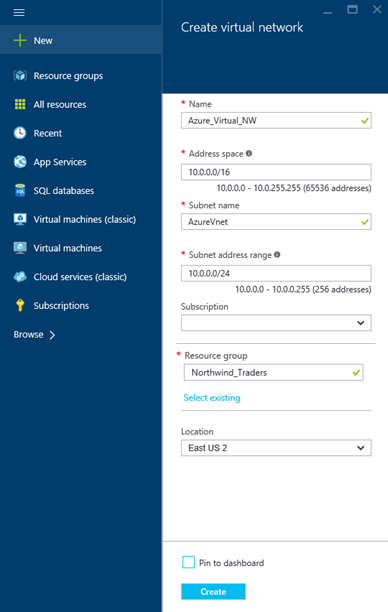 New
Resource groups
All resources
Recent
App Services
SQL databases
Virtual machines (classic)
Virtual machines
Cloud services (classic)
Subscriptions
Browse
Create virtual network
* Name
Azure_Virtual_NW
* Address space
10.0.0.0/16
10.0.0.0 - 10.0.255.255 (65536 addresses)
* Subnet name
AzureVnet
* Subnet address range
10.0.0.0/24
10.0.0.0 - 10.0.0.255 (256 addresses)
Subscription
* Resource group
Northwind_Traders
Select existing
Location
East US 2
Pin to dashboard
Create